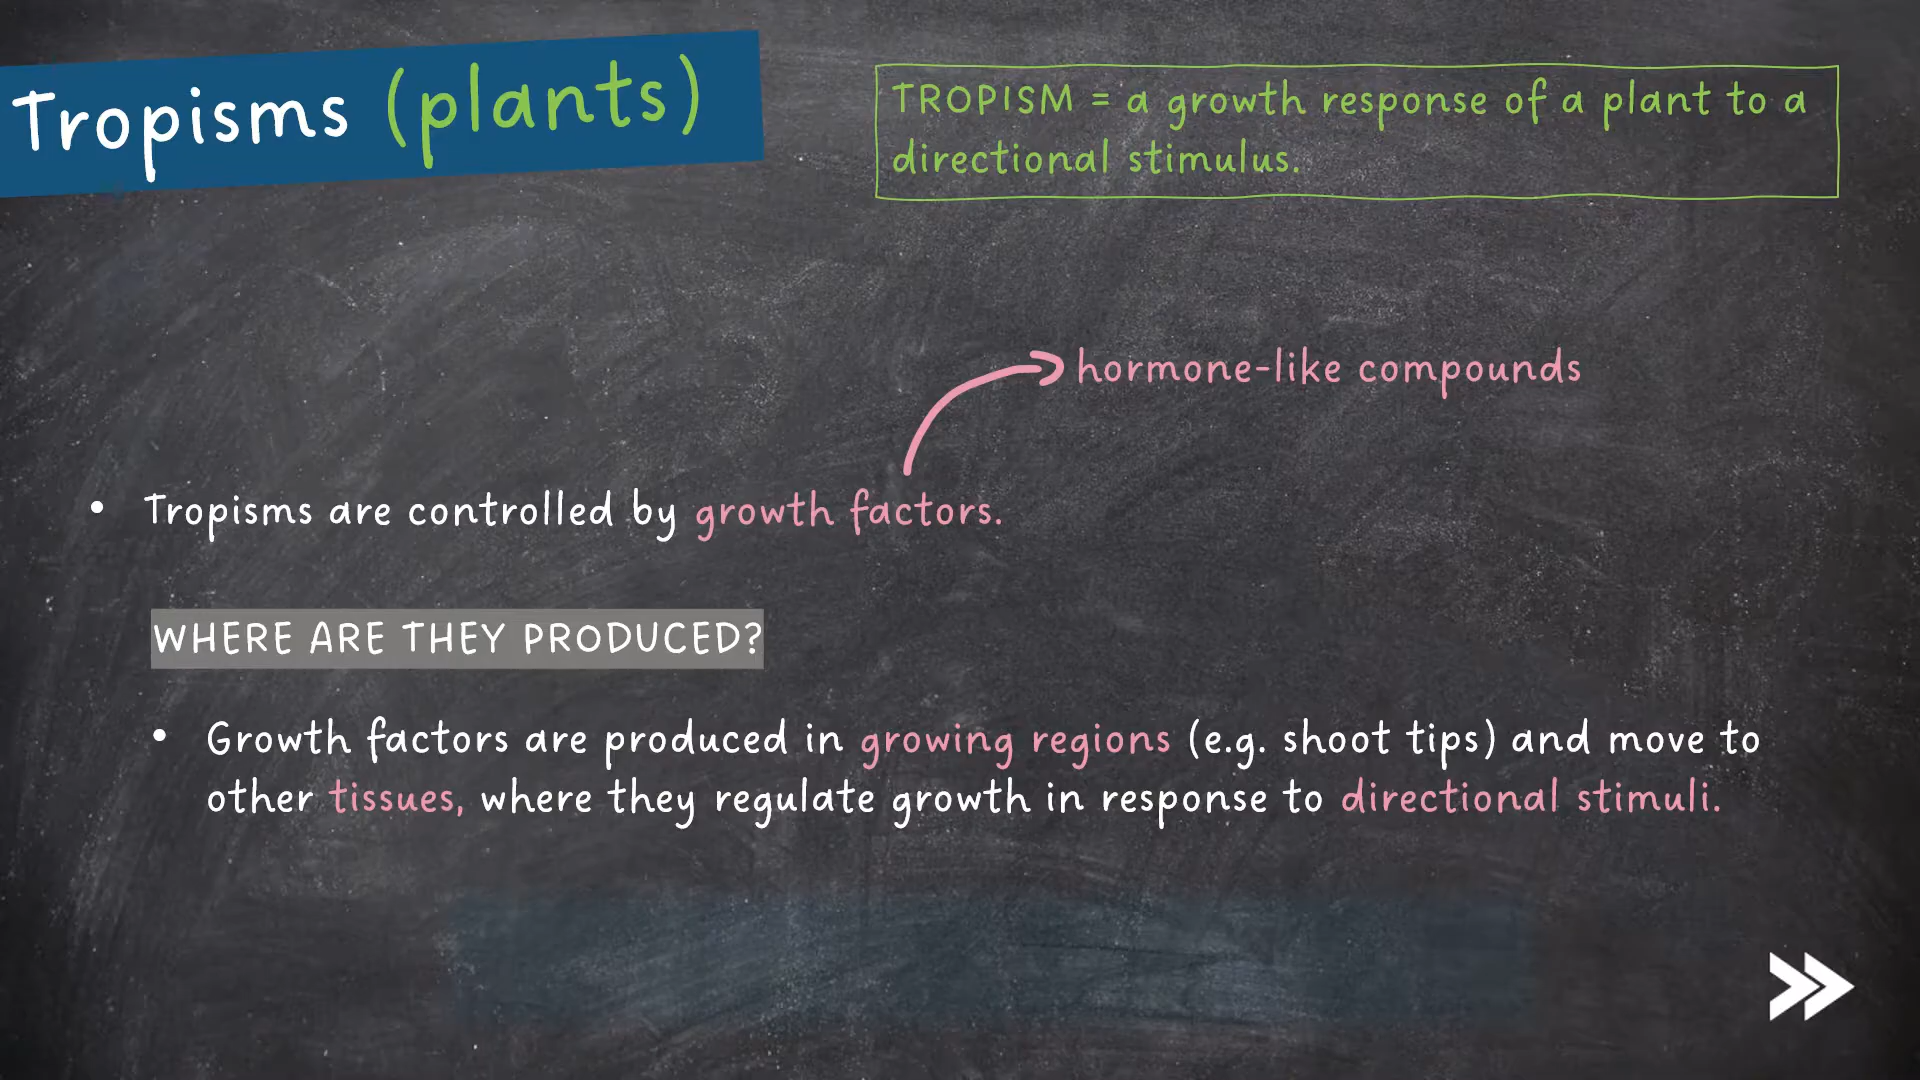 Tropisms (plants)
TROPISM = a growth response of a plant to a
directional stimulus.
hormone-like compounds
• Tropisms are controlled by growth factors.
WHERE ARE THEY PRODUCED?
• Growth factors are produced in growing regions (e.g. shoot tips) and move to
other tissues, where they regulate growth in response to directional stimuli.